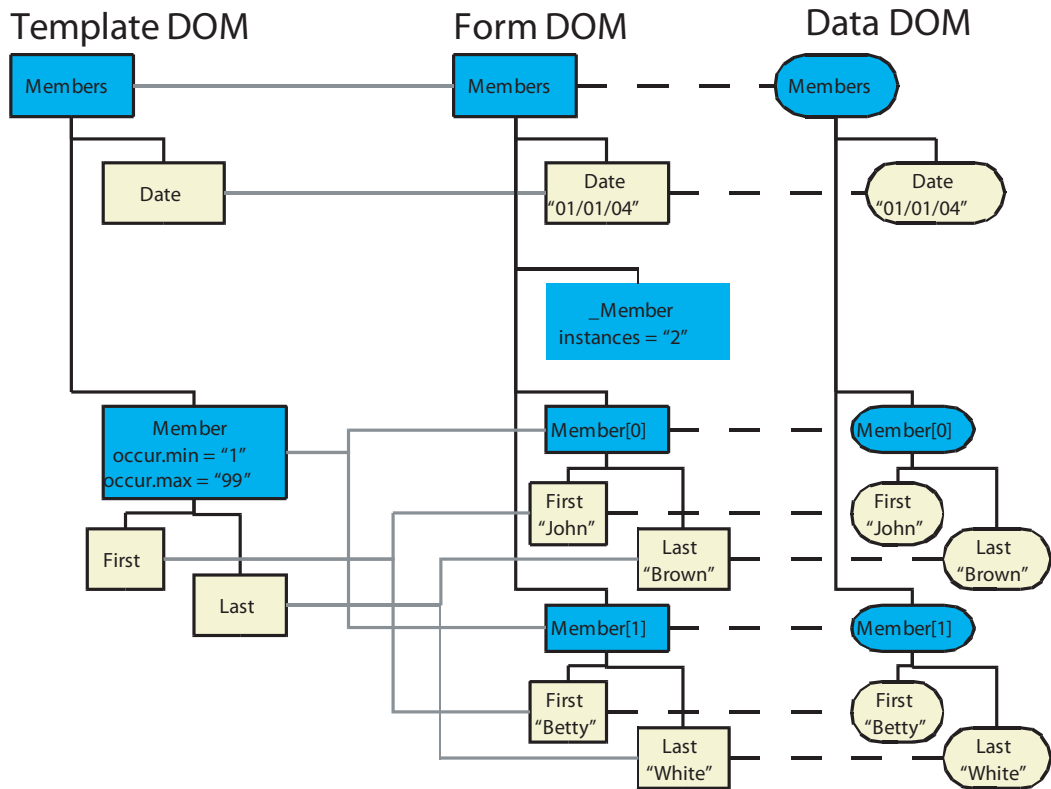 Template DOM
Form DOM
Data DOM
Members
Members
Members
Date
Date
"01/01/04"
Date
"01/01/04"
_Member
instances = "2"
Member
occur.min = "1"
occur.max = "99"
Member[0]
Member[0]
First
Last
First
"John"
Last
"Brown"
First
"John"
Last
"Brown"
Member[1]
Member[1]
First
"Betty"
Last
"White"
First
"Betty"
Last
"White"